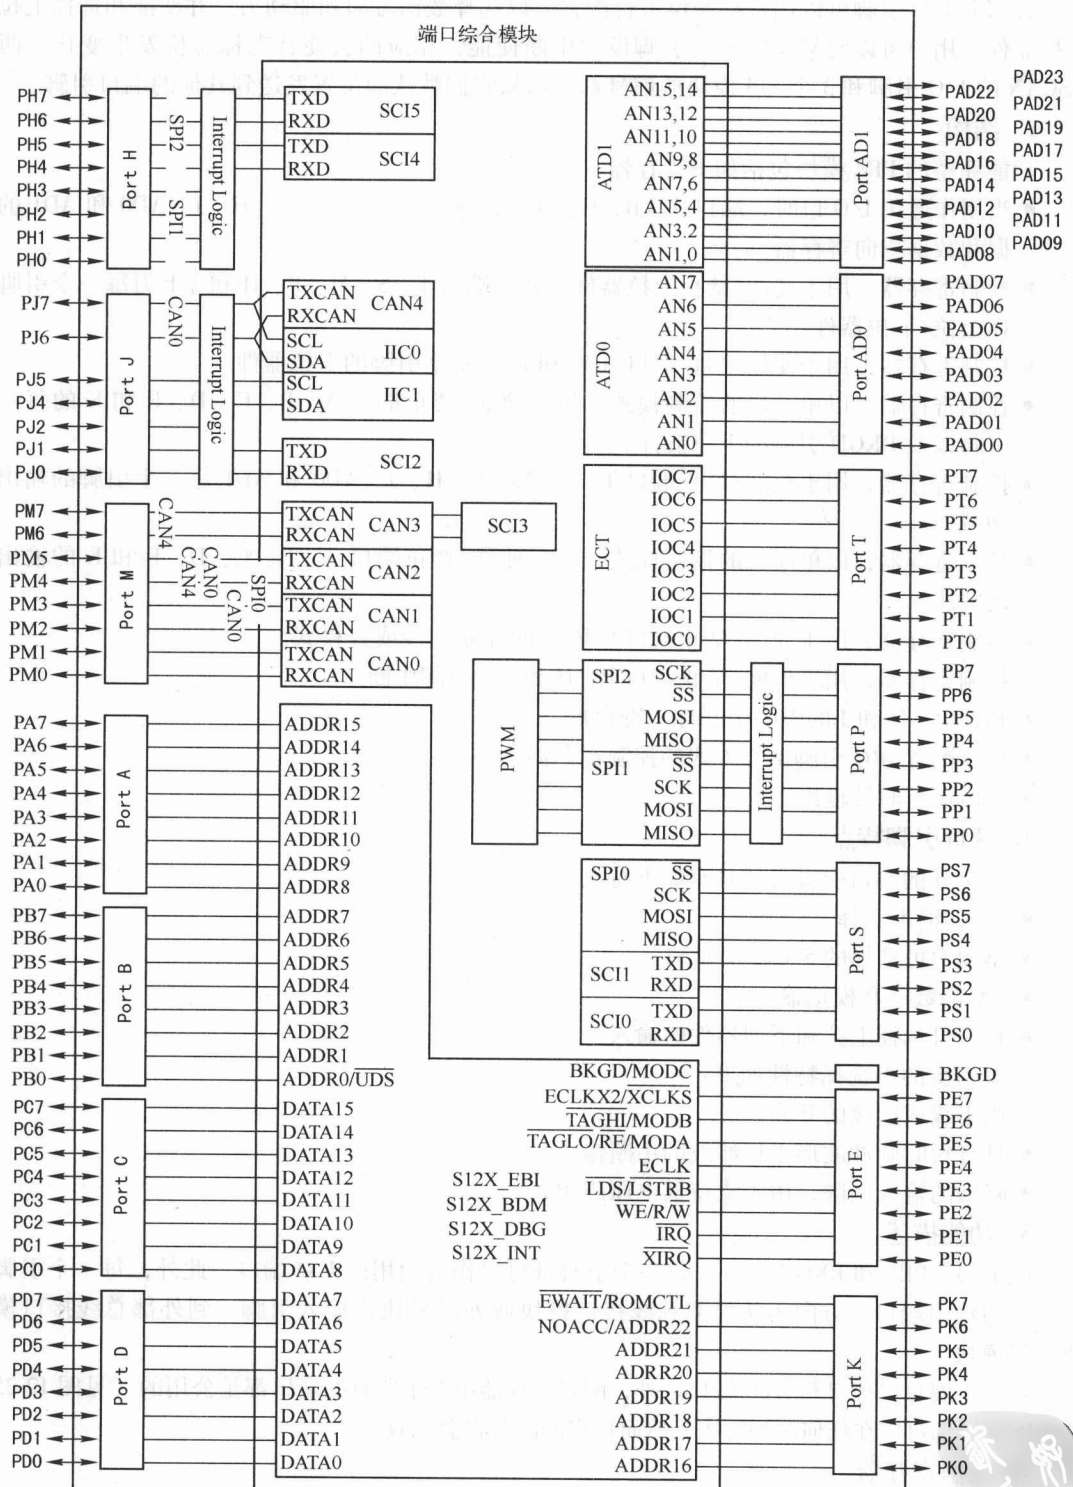 端口综合模块
PH7
PH6
PH5
PH4
PH3
PH2
PH1
PH0
Port H
SPI2
SPI1
Interrupt Logic
TXD
RXD
SCI5
TXD
RXD
SCI4
PJ7
PJ6
PJ5
PJ4
PJ2
PJ1
PJ0
Port J
CAN0
Interrupt Logic
TXCAN
RXCAN
CAN4
SCL
SDA
IIC0
SCL
SDA
IIC1
TXD
RXD
SCI2
PM7
PM6
PM5
PM4
PM3
PM2
PM1
PM0
Port M
CAN4
CAN4
CAN0
CAN0
SPI0
TXCAN
RXCAN
CAN3
SCI3
TXCAN
RXCAN
CAN2
TXCAN
RXCAN
CAN1
TXCAN
RXCAN
CAN0
PA7
PA6
PA5
PA4
PA3
PA2
PA1
PA0
Port A
ADDR15
ADDR14
ADDR13
ADDR12
ADDR11
ADDR10
ADDR9
ADDR8
PB7
PB6
PB5
PB4
PB3
PB2
PB1
PB0
Port B
ADDR7
ADDR6
ADDR5
ADDR4
ADDR3
ADDR2
ADDR1
ADDR0/UDS
PC7
PC6
PC5
PC4
PC3
PC2
PC1
PC0
Port C
DATA15
DATA14
DATA13
DATA12
DATA11
DATA10
DATA9
DATA8
PD7
PD6
PD5
PD4
PD3
PD2
PD1
PD0
Port D
DATA7
DATA6
DATA5
DATA4
DATA3
DATA2
DATA1
DATA0
ATD1
AN15,14
AN13,12
AN11,10
AN9,8
AN7,6
AN5,4
AN3.2
AN1,0
Port AD1
PAD23
PAD22
PAD21
PAD20
PAD19
PAD18
PAD17
PAD16
PAD15
PAD14
PAD13
PAD12
PAD11
PAD10
PAD09
PAD08
ATD0
AN7
AN6
AN5
AN4
AN3
AN2
AN1
AN0
Port AD0
PAD07
PAD06
PAD05
PAD04
PAD03
PAD02
PAD01
PAD00
ECT
IOC7
IOC6
IOC5
IOC4
IOC3
IOC2
IOC1
IOC0
Port T
PT7
PT6
PT5
PT4
PT3
PT2
PT1
PT0
PWM
SPI2
SCK
SS
MOSI
MISO
SPI1
SS
SCK
MOSI
MISO
Interrupt Logic
Port P
PP7
PP6
PP5
PP4
PP3
PP2
PP1
PP0
SPI0
SS
SCK
MOSI
MISO
SCI1
TXD
RXD
SCI0
TXD
RXD
Port S
PS7
PS6
PS5
PS4
PS3
PS2
PS1
PS0
BKGD/MODC
BKGD
ECLKX2/XCLKS
TAGHI/MODB
TAGLO/RE/MODA
ECLK
LDS/LSTRB
WE/R/W
IRQ
XIRQ
S12X_EBI
S12X_BDM
S12X_DBG
S12X_INT
Port E
PE7
PE6
PE5
PE4
PE3
PE2
PE1
PE0
EWAIT/ROMCTL
NOACC/ADDR22
ADDR21
ADRR20
ADDR19
ADDR18
ADDR17
ADDR16
Port K
PK7
PK6
PK5
PK4
PK3
PK2
PK1
PK0